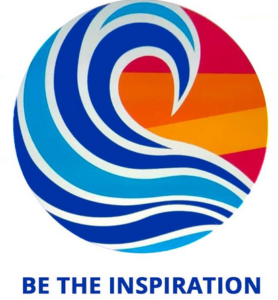 BE THE INSPIRATION